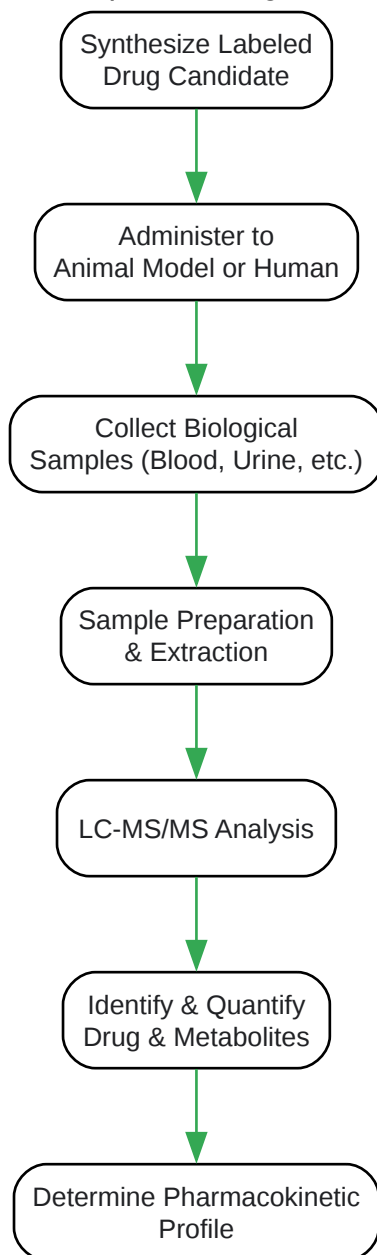 Synthesize Labeled
Drug Candidate
Administer to
Animal Model or Human
Collect Biological
Samples (Blood, Urine, etc.)
Sample Preparation
& Extraction
LC-MS/MS Analysis
Identify & Quantify
Drug & Metabolites
Determine Pharmacokinetic
Profile